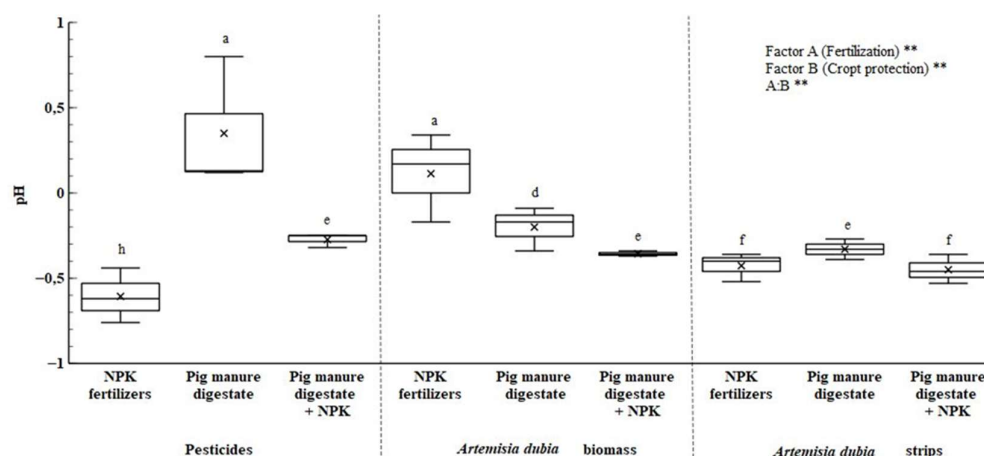 1
0,5
0
−0,5
−1
pH
a
h
e
a
d
e
f
e
f
Factor A (Fertilization) **
Factor B (Cropt protection) **
A:B **
NPK fertilizers
Pig manure digestate
Pig manure digestate + NPK
NPK fertilizers
Pig manure digestate
Pig manure digestate + NPK
NPK fertilizers
Pig manure digestate
Pig manure digestate + NPK
Pesticides
Artemisia dubia biomass
Artemisia dubia strips